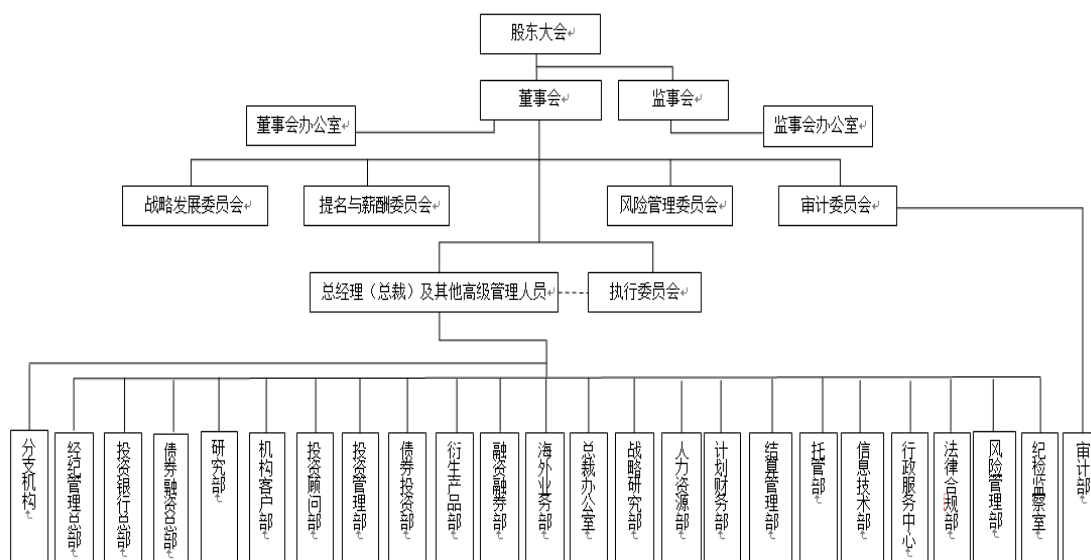 股东大会
董事会
监事会
董事会办公室
监事会办公室
战略发展委员会
提名与薪酬委员会
风险管理委员会
审计委员会
总经理（总裁）及其他高级管理人员
执行委员会
分支机构
经纪管理总部
投资银行总部
债券融资总部
研究部
机构客户部
投资顾问部
投资管理部
债券投资部
衍生产品部
融资融券部
海外业务部
总裁办公室
战略研究部
人力资源部
计划财务部
结算管理部
托管部
信息技术部
行政服务中心
法律合规部
风险管理部
纪检监察室
审计部